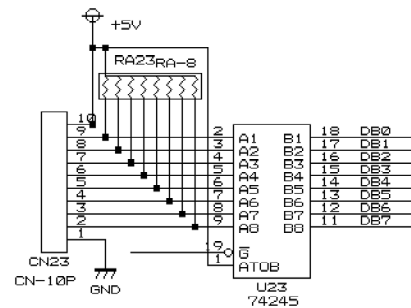 +5V
RA23 RA-8
10
9
8
7
6
5
4
3
2
1
CN23
CN-10P
GND
2 A1 B1 18 DB0
3 A2 B2 17 DB1
4 A3 B3 16 DB2
5 A4 B4 15 DB3
6 A5 B5 14 DB4
7 A6 B6 13 DB5
8 A7 B7 12 DB6
9 A8 B8 11 DB7
19 G
1 ATOB
U23
74245